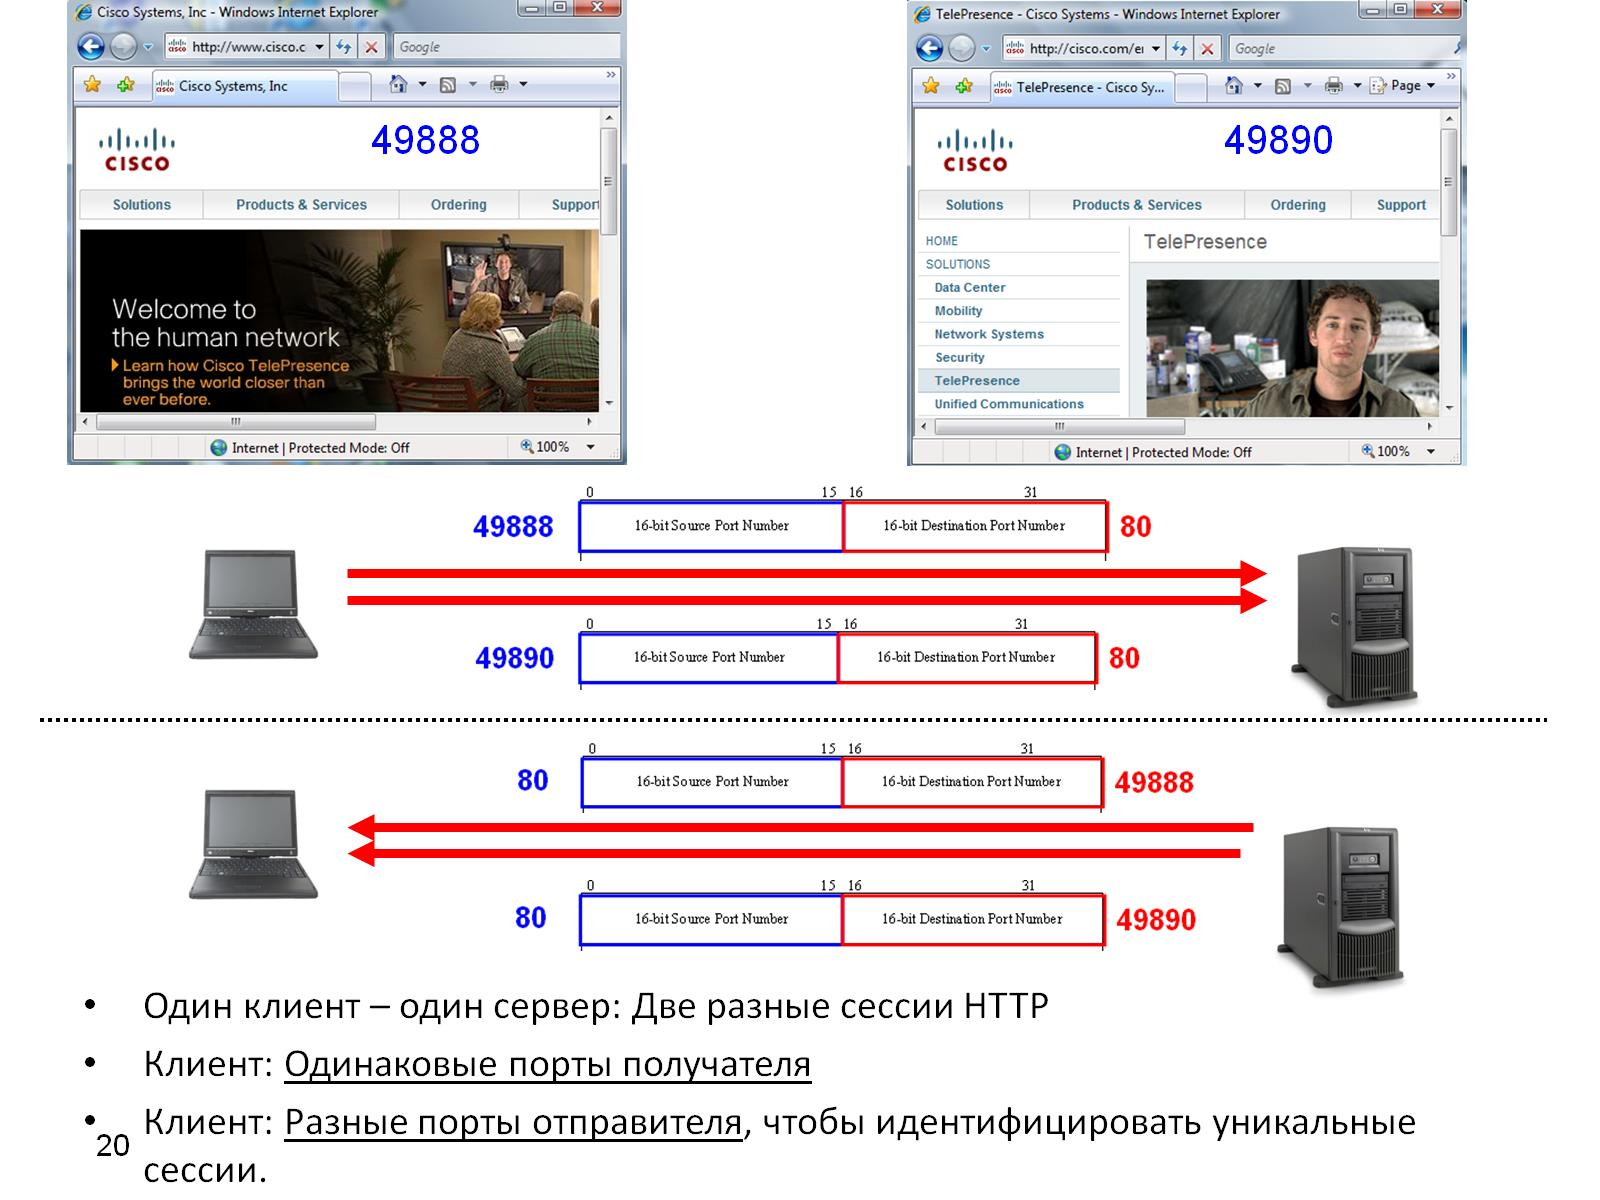 Cisco Systems, Inc - Windows Internet Explorer
http://www.cisco.c
Google
Cisco Systems, Inc
CISCO
49888
Solutions
Products & Services
Ordering
Support
Welcome to
the human network
Learn how Cisco TelePresence
brings the world closer than
ever before.
Internet | Protected Mode: Off
100%
TelePresence - Cisco Systems - Windows Internet Explorer
http://cisco.com/e
Google
TelePresence - Cisco Sy...
Page
CISCO
49890
Solutions
Products & Services
Ordering
Support
HOME
SOLUTIONS
Data Center
Mobility
Network Systems
Security
TelePresence
Unified Communications
TelePresence
Internet | Protected Mode: Off
100%
0 15 16 31
49888 16-bit Source Port Number 16-bit Destination Port Number 80
0 15 16 31
49890 16-bit Source Port Number 16-bit Destination Port Number 80
0 15 16 31
80 16-bit Source Port Number 16-bit Destination Port Number 49888
0 15 16 31
80 16-bit Source Port Number 16-bit Destination Port Number 49890
• Один клиент – один сервер: Две разные сессии HTTP
• Клиент: Одинаковые порты получателя
• Клиент: Разные порты отправителя, чтобы идентифицировать уникальные
сессии.
20